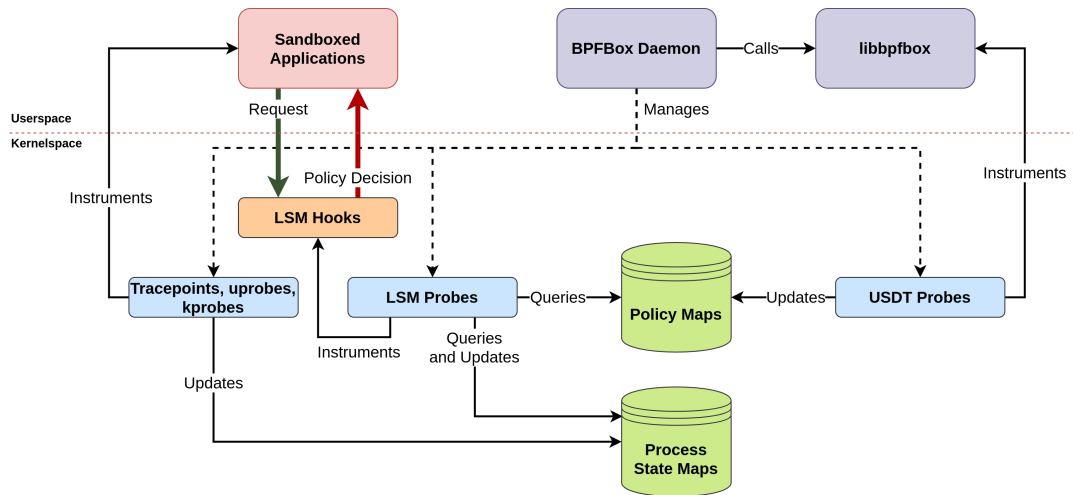 Sandboxed
Applications
BPFBox Daemon
Calls
libbpfbox
Request
Manages
Userspace
Kernelspace
Instruments
Policy Decision
Instruments
LSM Hooks
Tracepoints, uprobes,
kprobes
LSM Probes
Queries
Policy Maps
Updates
USDT Probes
Instruments
Queries
and Updates
Updates
Process
State Maps